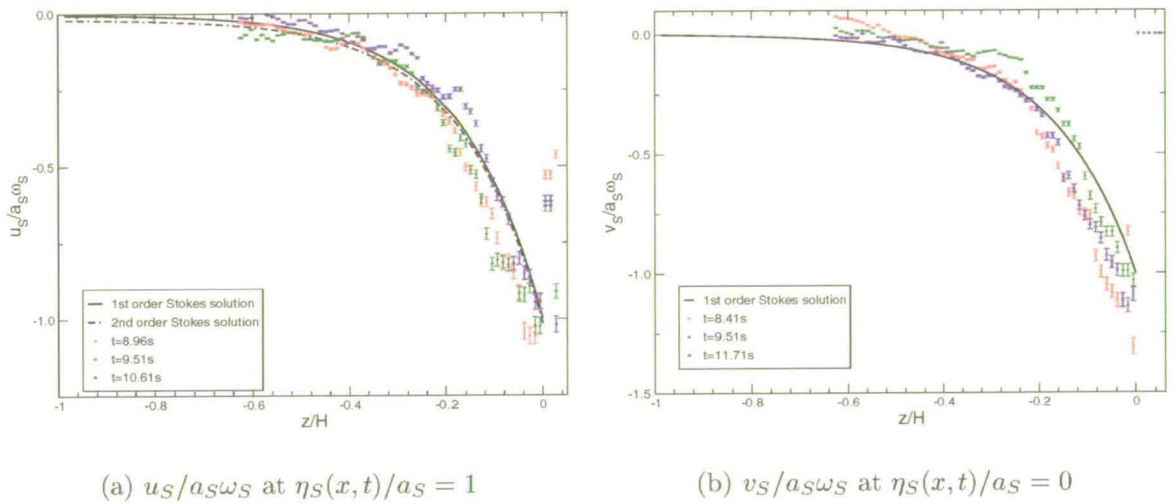 0.0
-0.5
-1.0
u_S/a_Sω_S
1st order Stokes solution
2nd order Stokes solution
t=8.96s
t=9.51s
t=10.61s
-1
-0.8
-0.6
-0.4
-0.2
0
z/H
(a) u_S/a_Sω_S at η_S(x, t)/a_S = 1
0.0
-0.5
-1.0
-1.5
v_S/a_Sω_S
1st order Stokes solution
t=8.41s
t=9.51s
t=11.71s
-1
-0.8
-0.6
-0.4
-0.2
0
z/H
(b) v_S/a_Sω_S at η_S(x, t)/a_S = 0